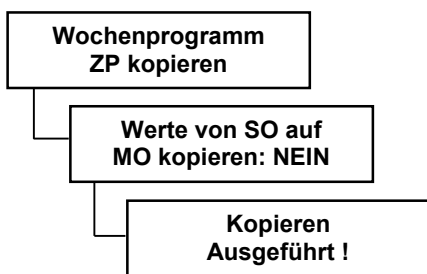 Wochenprogramm
ZP kopieren
Werte von SO auf
MO kopieren: NEIN
Kopieren
Ausgeführt !